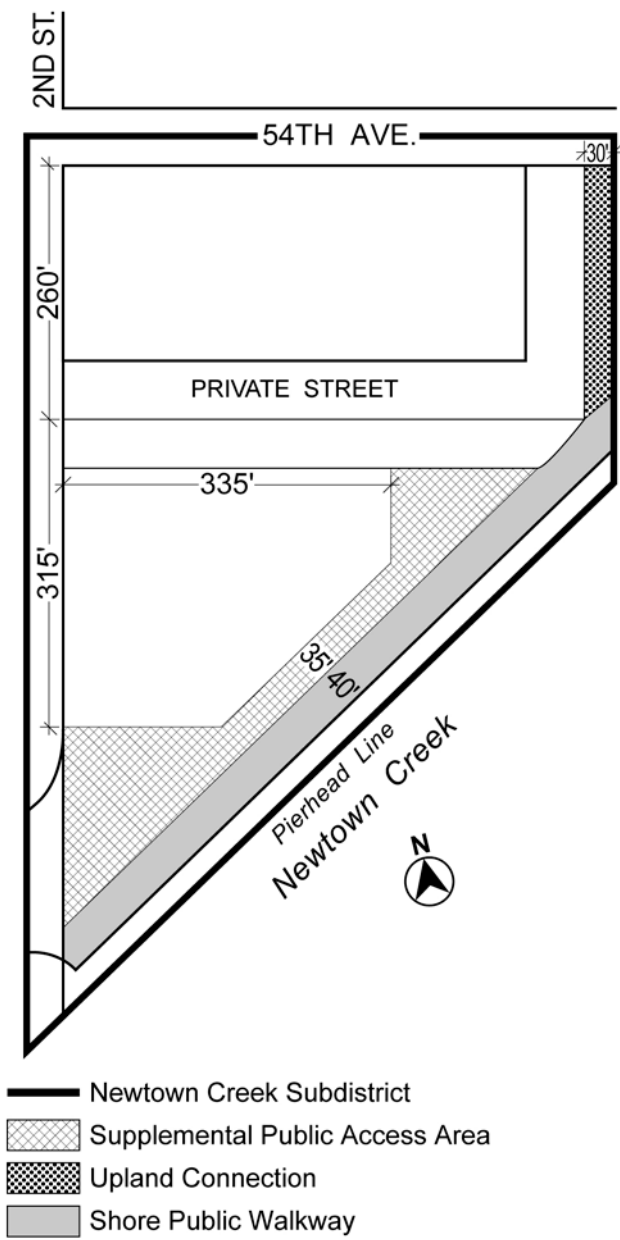 2ND ST.
54TH AVE.
30'
260'
PRIVATE STREET
335'
315'
35' 40'
Pierhead Line
Newtown Creek
N
Newtown Creek Subdistrict
Supplemental Public Access Area
Upland Connection
Shore Public Walkway